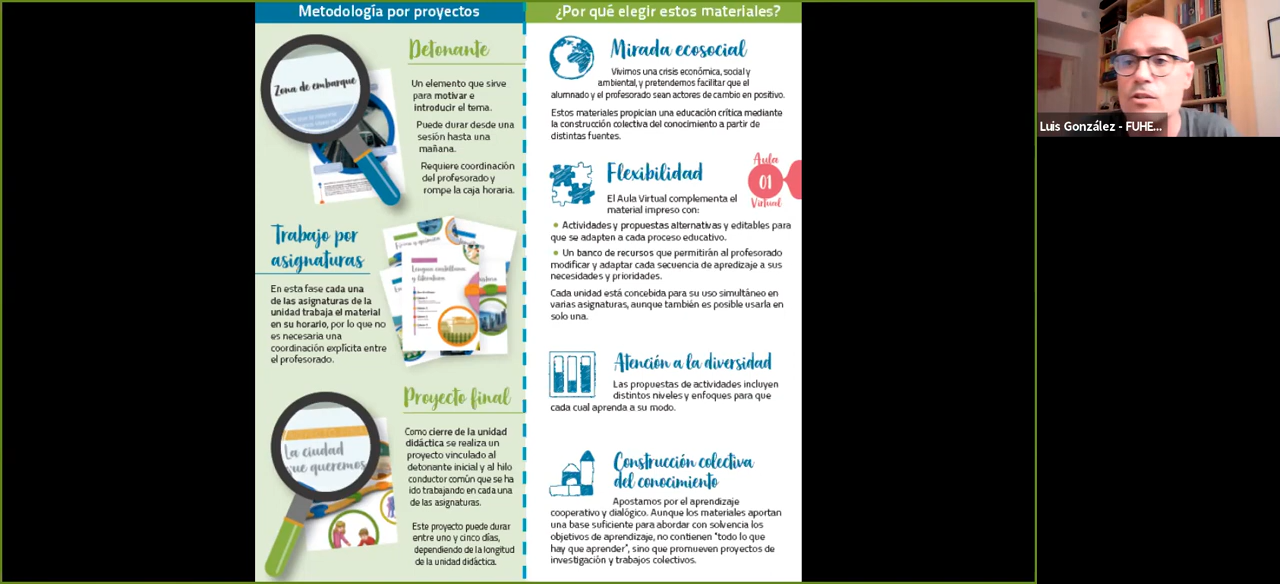 Metodología por proyectos
Detonante
Zona de embarque
Un elemento que sirve
para motivar e
introducir el tema.
Puede durar desde una
sesión hasta una
mañana.
Requiere coordinación
del profesorado y
rompe la caja horaria.
Trabajo por
asignaturas
En esta fase cada una
de las asignaturas de la
unidad trabaja el material
en su horario, por lo que no
es necesaria una
coordinación explícita entre
el profesorado.
Física y química
Lengua castellana
y literatura
Proyecto final
La ciudad
que queremos
Como cierre de la unidad
didáctica se realiza un
proyecto vinculado al
detonante inicial y al hilo
conductor común que se ha
ido trabajando en cada una
de las asignaturas.
Este proyecto puede durar
entre uno y cinco días,
dependiendo de la longitud
de la unidad didáctica.
¿Por qué elegir estos materiales?
Mirada ecosocial
Vivimos una crisis económica, social y
ambiental, y pretendemos facilitar que el
alumnado y el profesorado sean actores de cambio en positivo.
Estos materiales propician una educación crítica mediante
la construcción colectiva del conocimiento a partir de
distintas fuentes.
Flexibilidad
Aula
01
Virtual
El Aula Virtual complementa el
material impreso con:
• Actividades y propuestas alternativas y editables para
que se adapten a cada proceso educativo.
• Un banco de recursos que permitirán al profesorado
modificar y adaptar cada secuencia de apredizaje a sus
necesidades y prioridades.
Cada unidad está concebida para su uso simultáneo en
varias asignaturas, aunque también es posible usarla en
solo una.
Atención a la diversidad
Las propuestas de actividades incluyen
distintos niveles y enfoques para que
cada cual aprenda a su modo.
Construcción colectiva
del conocimiento
Apostamos por el aprendizaje
cooperativo y dialógico. Aunque los materiales aportan
una base suficiente para abordar con solvencia los
objetivos de aprendizaje, no contienen "todo lo que
hay que aprender", sino que promueven proyectos de
investigación y trabajos colectivos.
Luis González - FUHE...